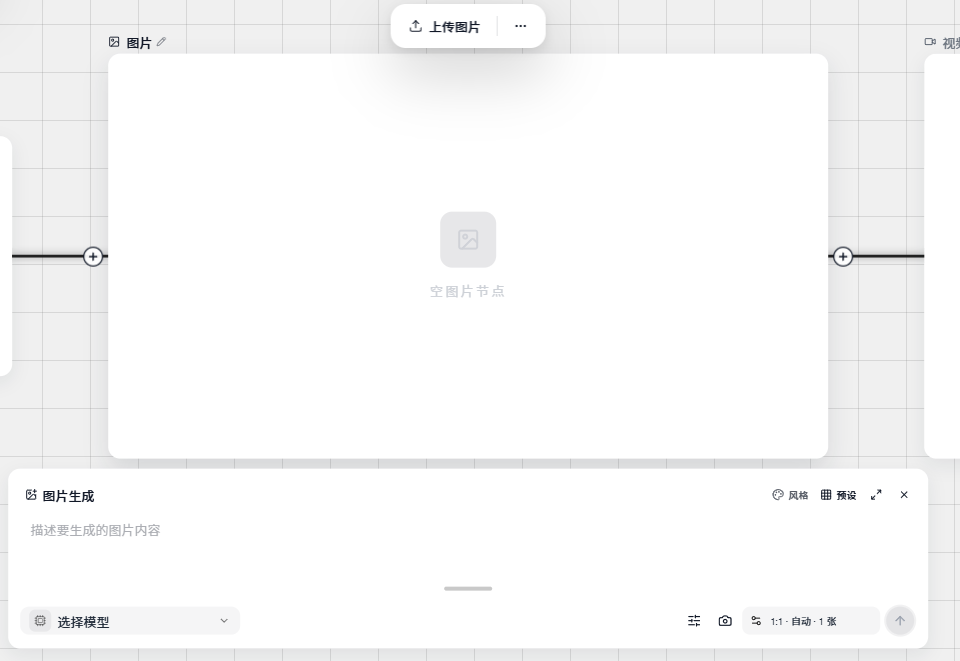 上传图片
图片
视频
空图片节点
图片生成
风格
预设
描述要生成的图片内容
选择模型
1:1 · 自动 · 1 张